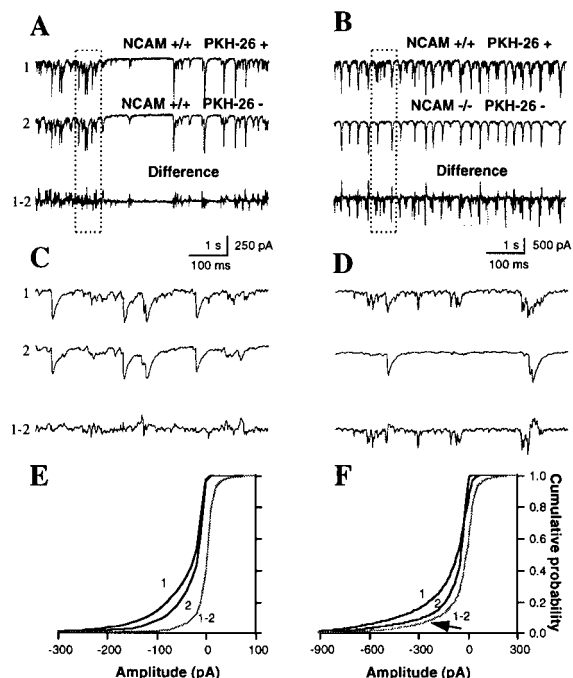 A
B
NCAM +/+ PKH-26 +
NCAM +/+ PKH-26 +
1
1
NCAM +/+ PKH-26 -
NCAM -/- PKH-26 -
2
2
Difference
Difference
1-2
1-2
1 s 250 pA
100 ms
1 s 500 pA
100 ms
C
D
1
1
2
2
1-2
1-2
E
F
1
2
1-2
1
2
1-2
1.0
0.8
0.6
0.4
0.2
0.0
Cumulative probability
-300 -200 -100 0 100
-900 -600 -300 0 300
Amplitude (pA)
Amplitude (pA)